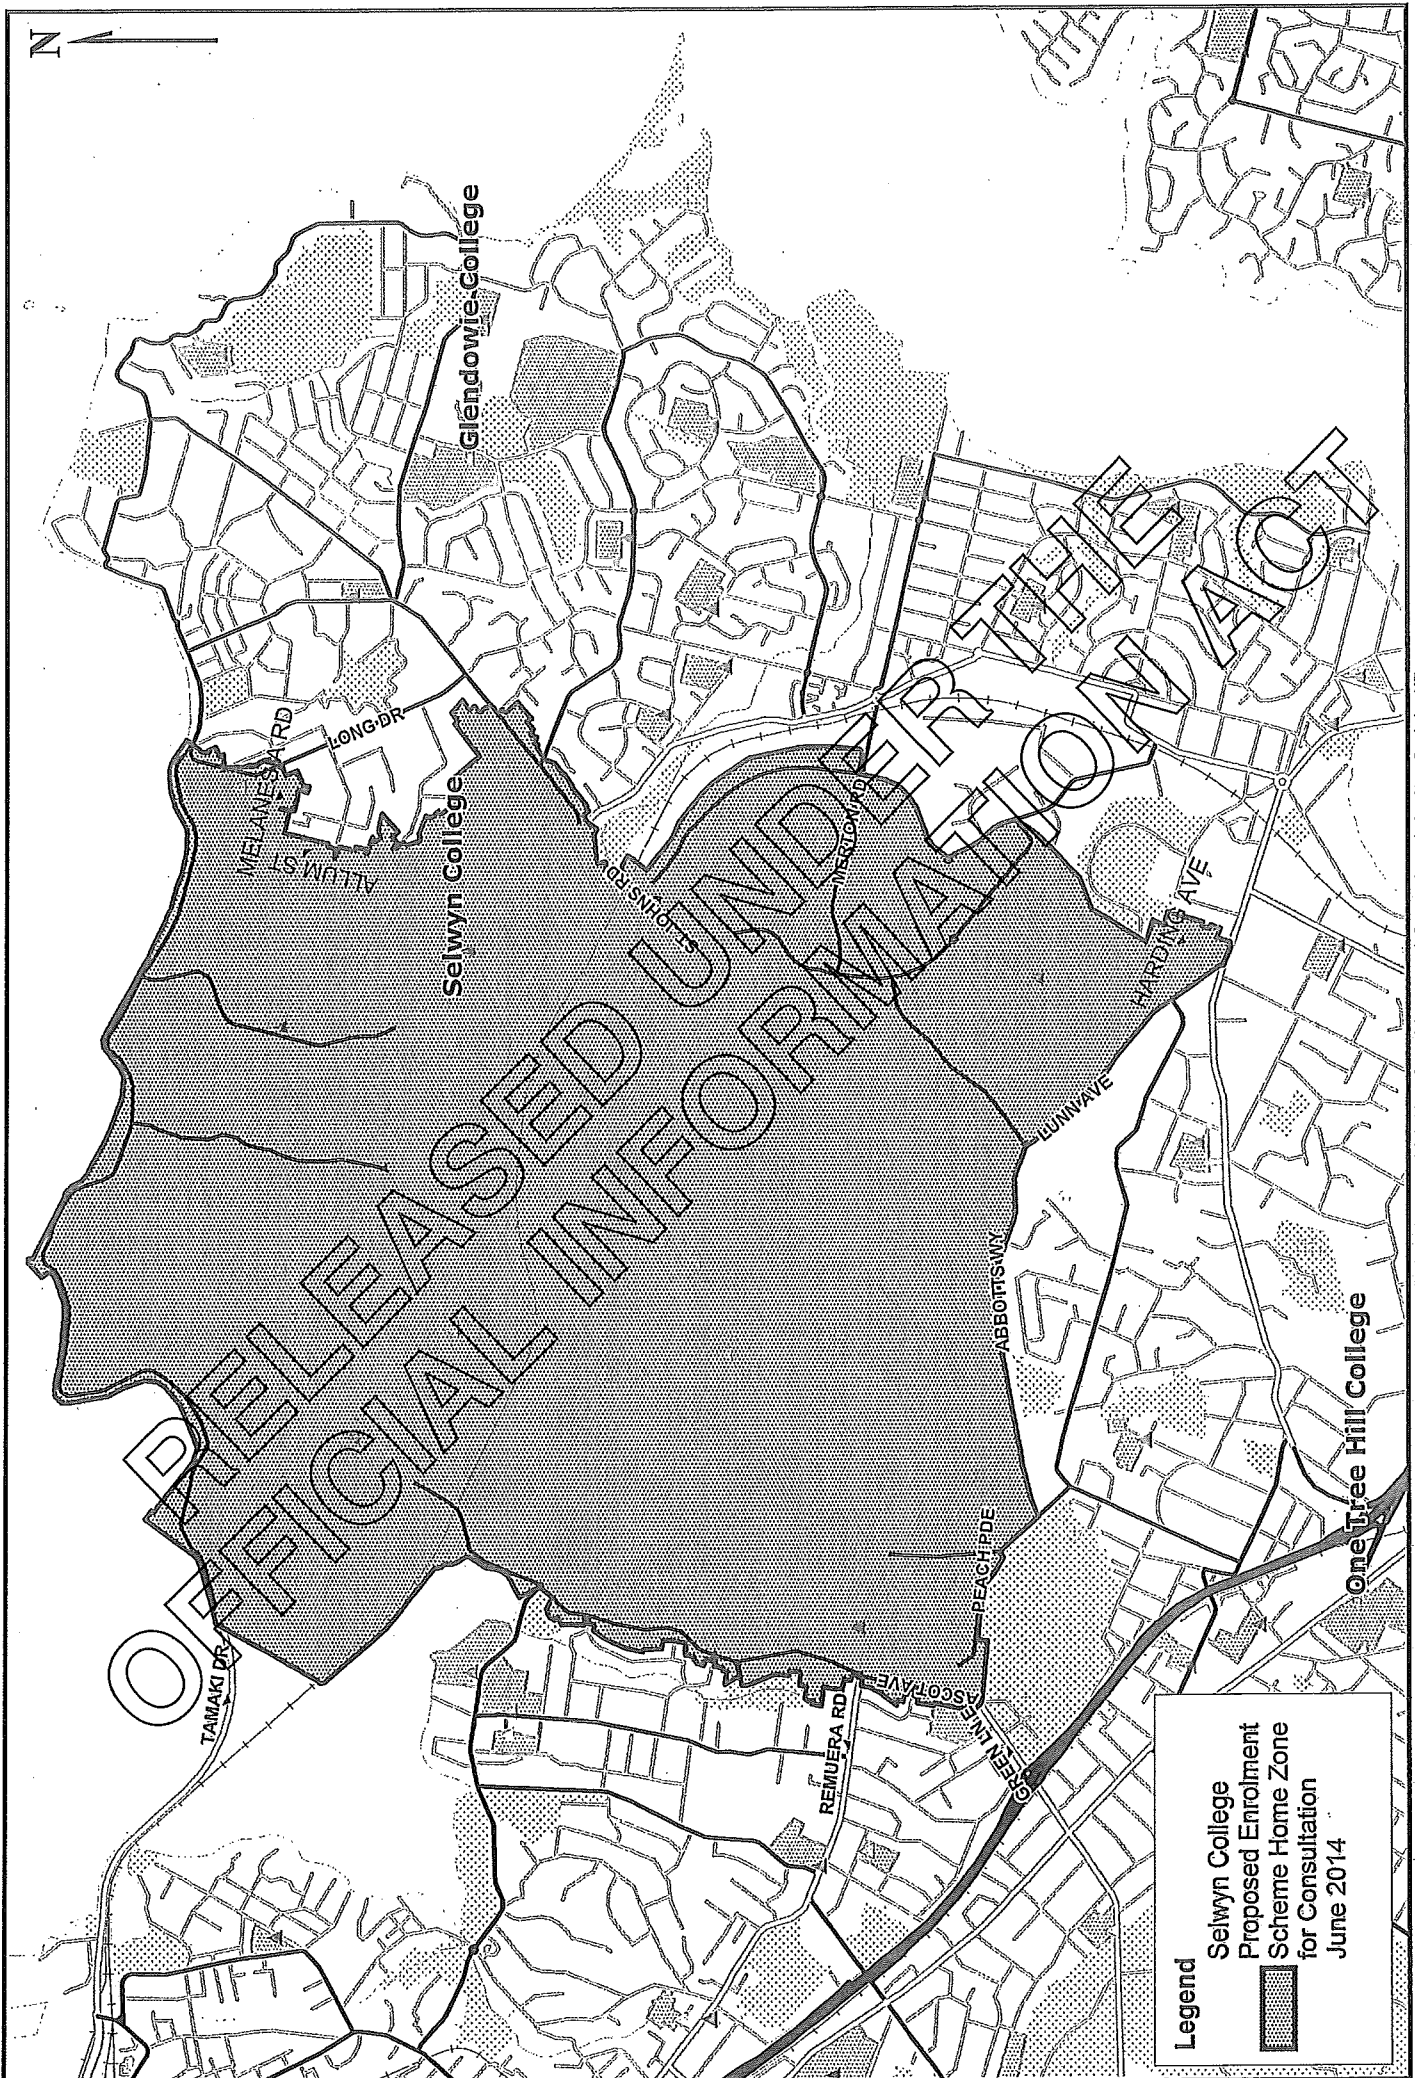 N
Glendowie College
MELANESIA RD
LONG DR
ALLUM ST
Selwyn College
ST JOHNS RD
MERTON RD
HARDING AVE
LUNN AVE
ABBOTTS WY
PEACH PDE
ASCOT AVE
GREEN LN E
REMUERA RD
TAMAKI DR
One Tree Hill College
RELEASED UNDER THE
OFFICIAL INFORMATION ACT
Legend
Selwyn College
Proposed Enrolment
Scheme Home Zone
for Consultation
June 2014